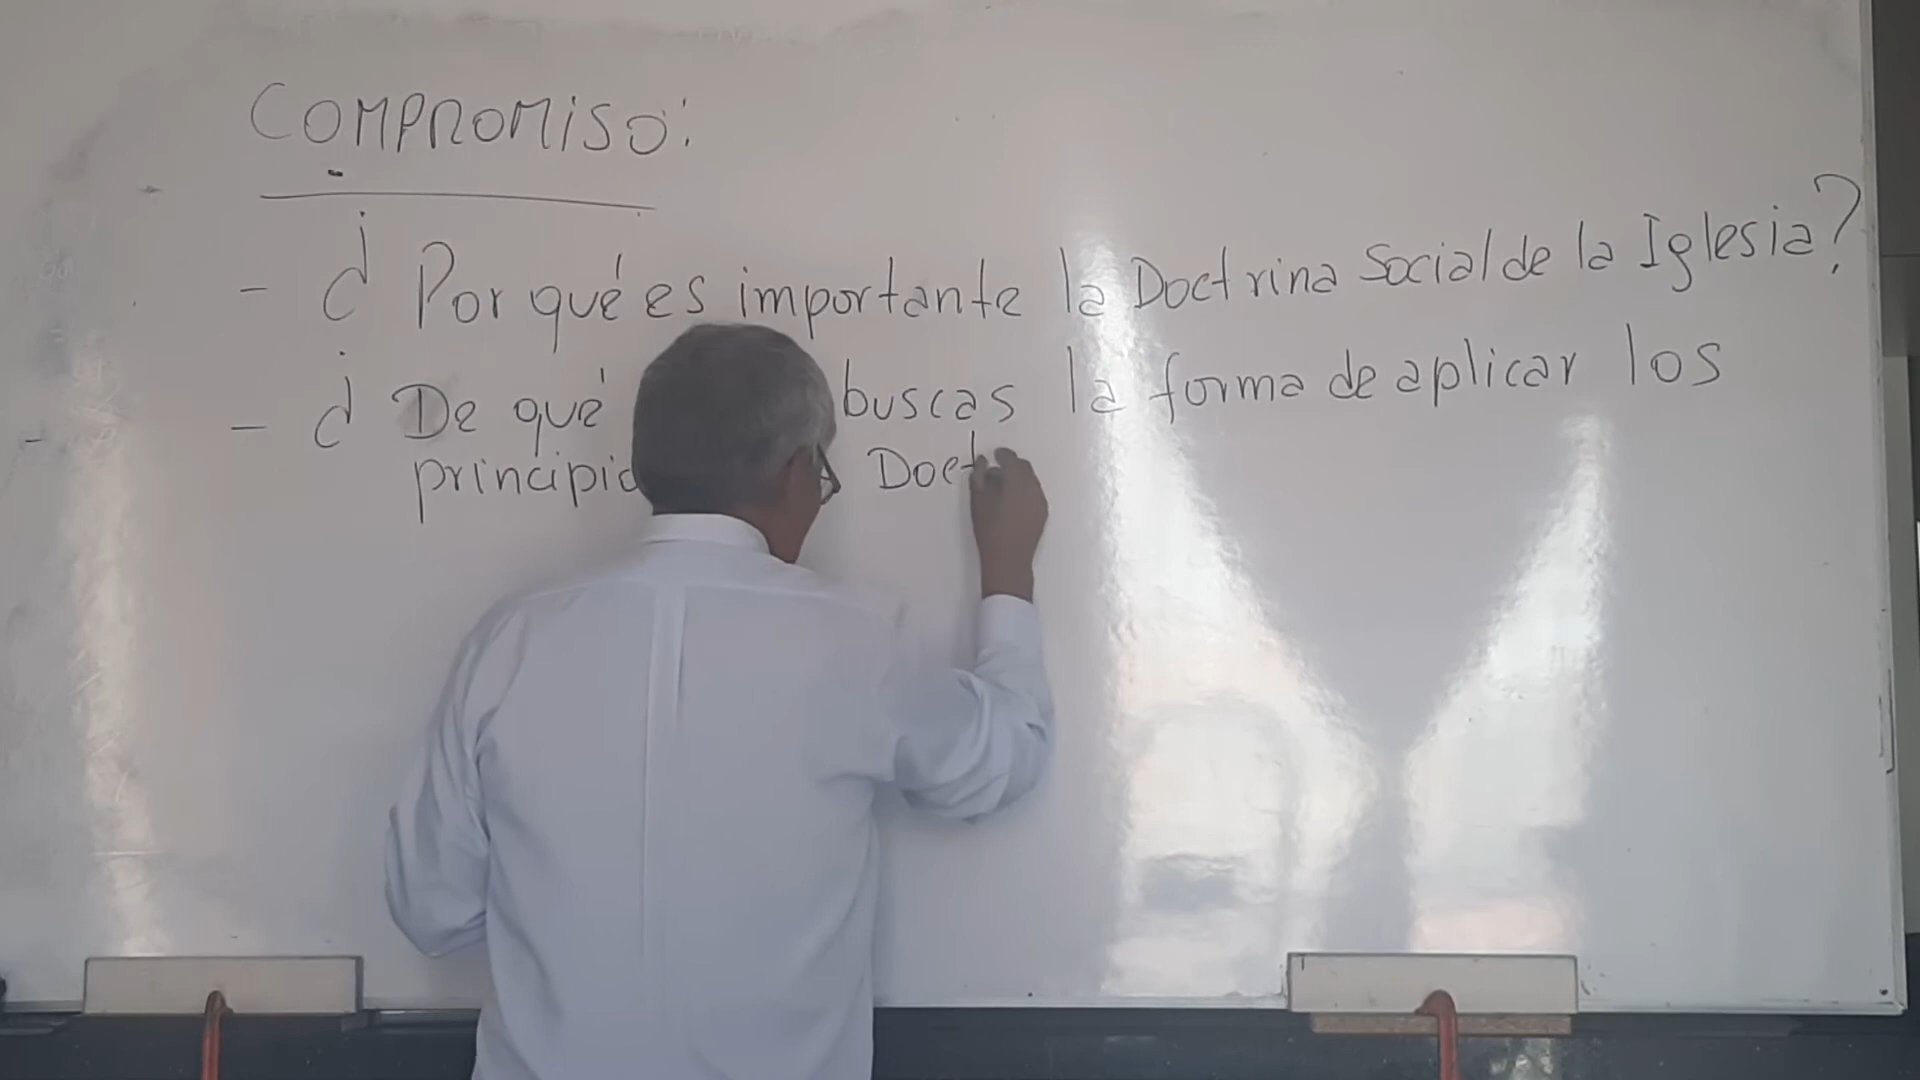 COMPROMISO:
- ¿ Por qué es importante la Doctrina Social de la Iglesia?
- ¿ De qué buscas la forma de aplicar los
Doct